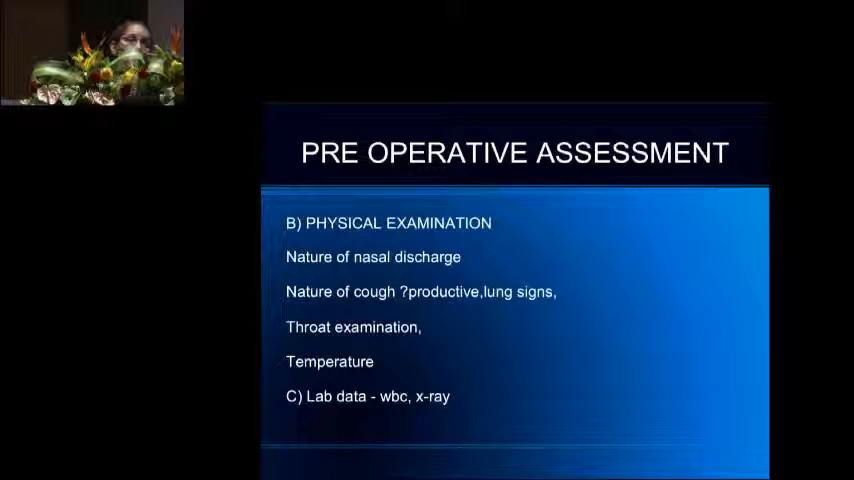 PRE OPERATIVE ASSESSMENT
B) PHYSICAL EXAMINATION
Nature of nasal discharge
Nature of cough ?productive,lung signs,
Throat examination,
Temperature
C) Lab data - wbc, x-ray